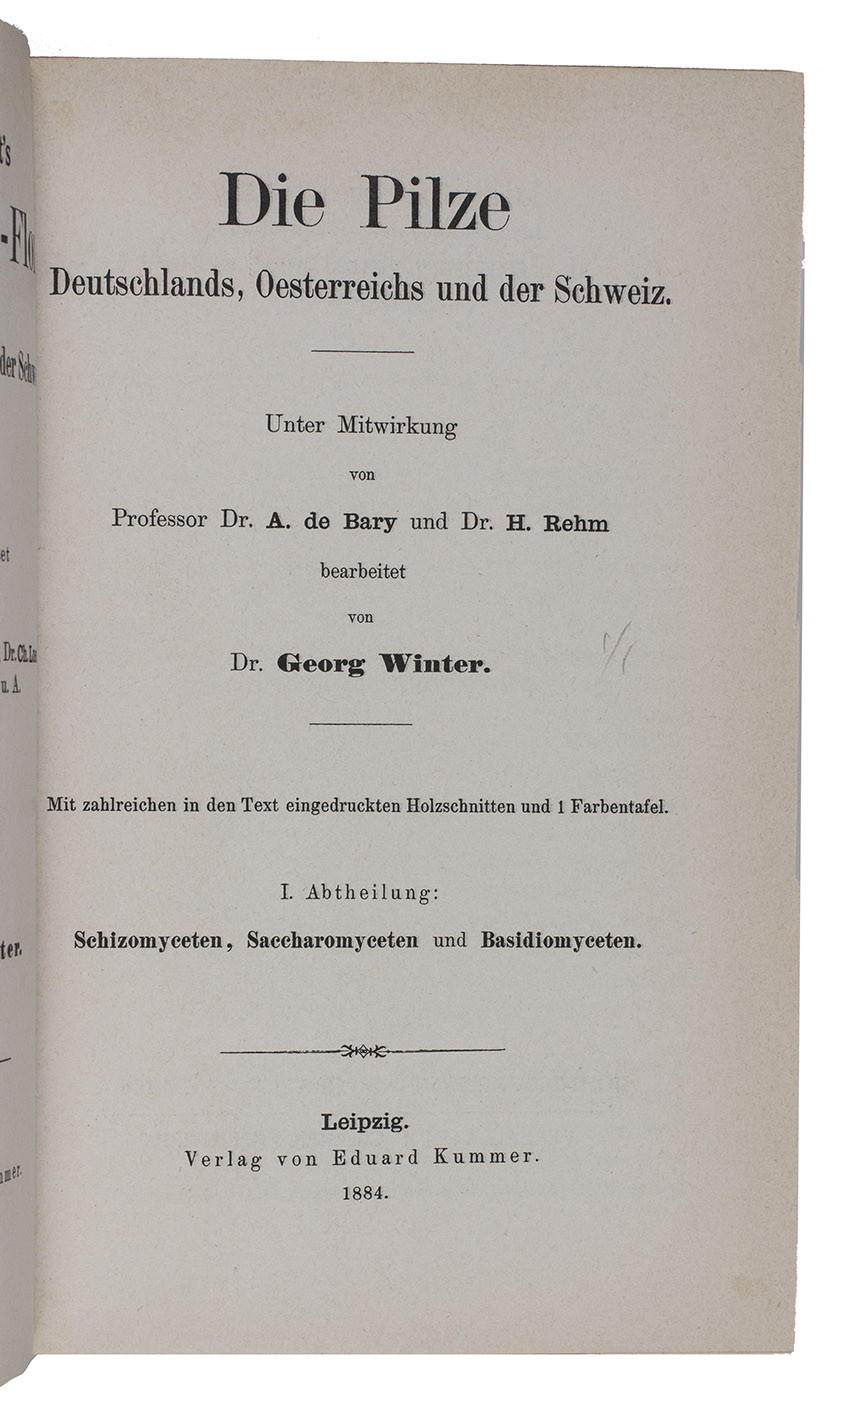 Die Pilze
Deutschlands, Oesterreichs und der Schweiz.
Unter Mitwirkung
von
Professor Dr. A. de Bary und Dr. H. Rehm
bearbeitet
von
Dr. Georg Winter.
Mit zahlreichen in den Text eingedruckten Holzschnitten und 1 Farbentafel.
I. Abtheilung:
Schizomyceten, Saccharomyceten und Basidiomyceten.
Leipzig.
Verlag von Eduard Kummer.
1884.